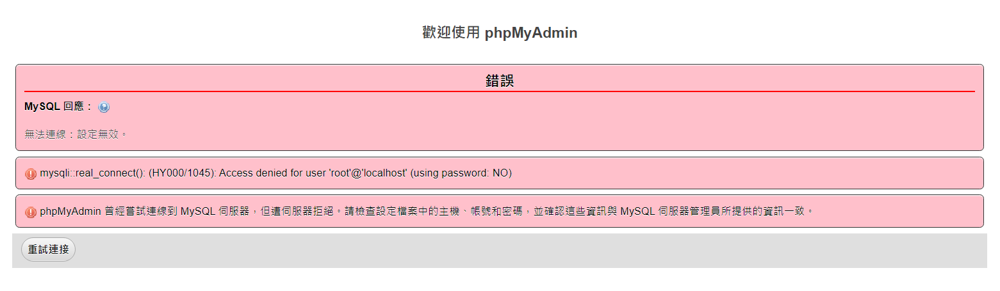 歡迎使用 phpMyAdmin
錯誤
MySQL 回應：
無法連線：設定無效。
mysqli::real_connect(): (HY000/1045): Access denied for user 'root'@'localhost' (using password: NO)
phpMyAdmin 曾經嘗試連線到 MySQL 伺服器，但遭伺服器拒絕。請檢查設定檔案中的主機、帳號和密碼，並確認這些資訊與 MySQL 伺服器管理員所提供的資訊一致。
重試連接